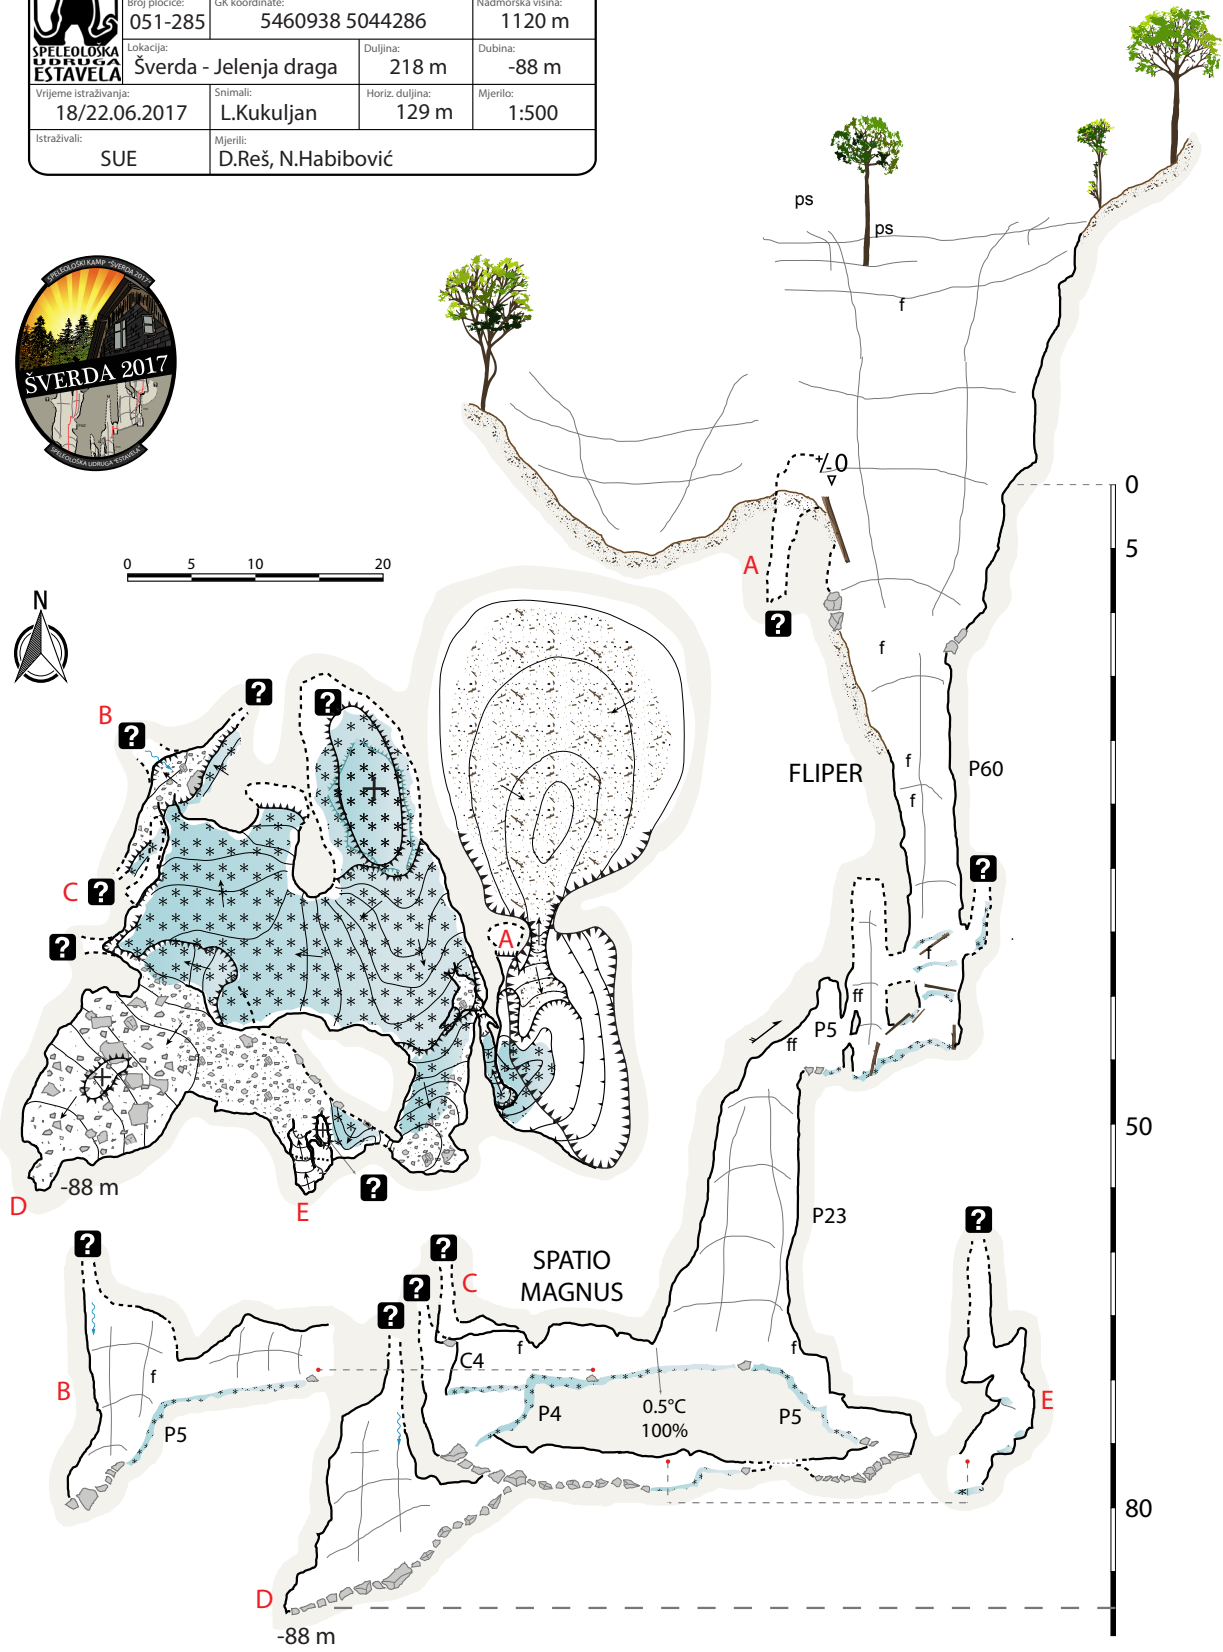 Broj pločice: GK koordinate: Nadmorska visina:
051-285 5460938 5044286 1120 m
SPELEOLOŠKA
UDRUGA
ESTAVELA
Lokacija: Duljina: Dubina:
Šverda - Jelenja draga 218 m -88 m
Vrijeme istraživanja: Snimali: Horiz. duljina: Mjerilo:
18/22.06.2017 L.Kukuljan 129 m 1:500
Istraživali: Mjerili:
SUE D.Reš, N.Habibović
ps
ps
f
SPELEOLOŠKI KAMP "ŠVERDA 2017"
ŠVERDA 2017
SPELEOLOŠKA UDRUGA "ESTAVELA"
+/-0
0
5
A
?
0 5 10 20
N
f
B
?
?
?
FLIPER
f
f
P60
C
?
?
?
A
f
ff
P5
ff
50
-88 m
D
E
?
P23
?
?
?
?
?
C
SPATIO
MAGNUS
f
f
f
C4
B
P5
P4
0.5°C
100%
P5
E
80
D
-88 m